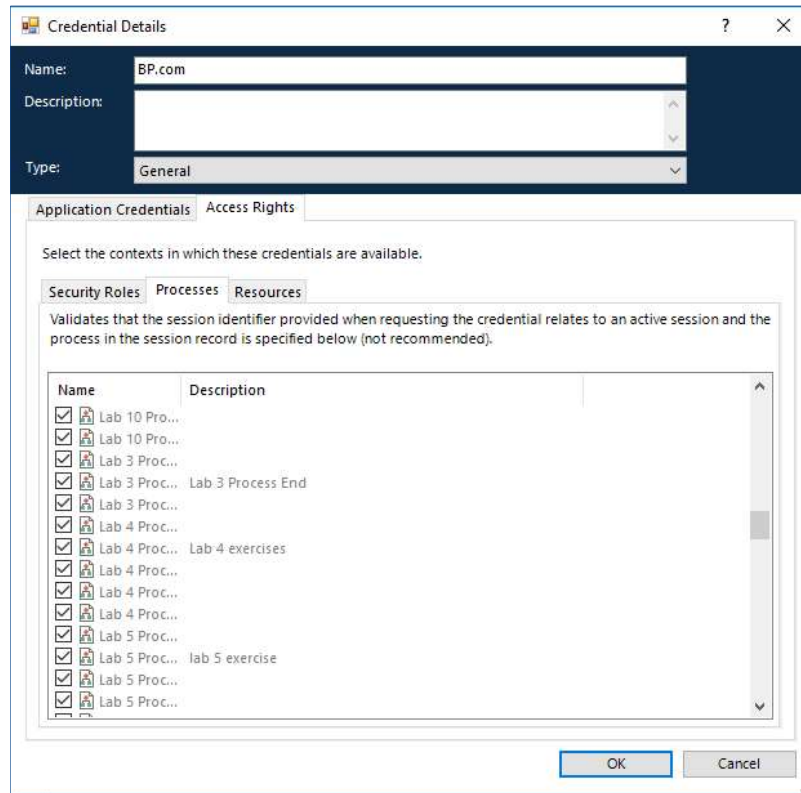 Credential Details ?
Name: BP.com
Description:
Type: General
Application Credentials Access Rights
Select the contexts in which these credentials are available.
Security Roles Processes Resources
Validates that the session identifier provided when requesting the credential relates to an active session and the
process in the session record is specified below (not recommended).
Name Description
Lab 10 Pro...
Lab 10 Pro...
Lab 3 Proc...
Lab 3 Proc... Lab 3 Process End
Lab 3 Proc...
Lab 4 Proc...
Lab 4 Proc... Lab 4 exercises
Lab 4 Proc...
Lab 4 Proc...
Lab 4 Proc...
Lab 5 Proc...
Lab 5 Proc... lab 5 exercise
Lab 5 Proc...
Lab 5 Proc...
OK Cancel